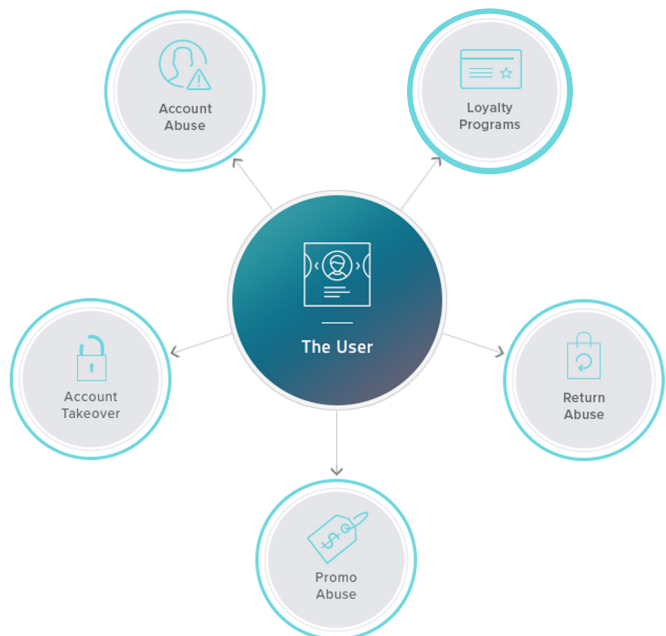 Account
Abuse
Loyalty
Programs
The User
Account
Takeover
Return
Abuse
Promo
Abuse